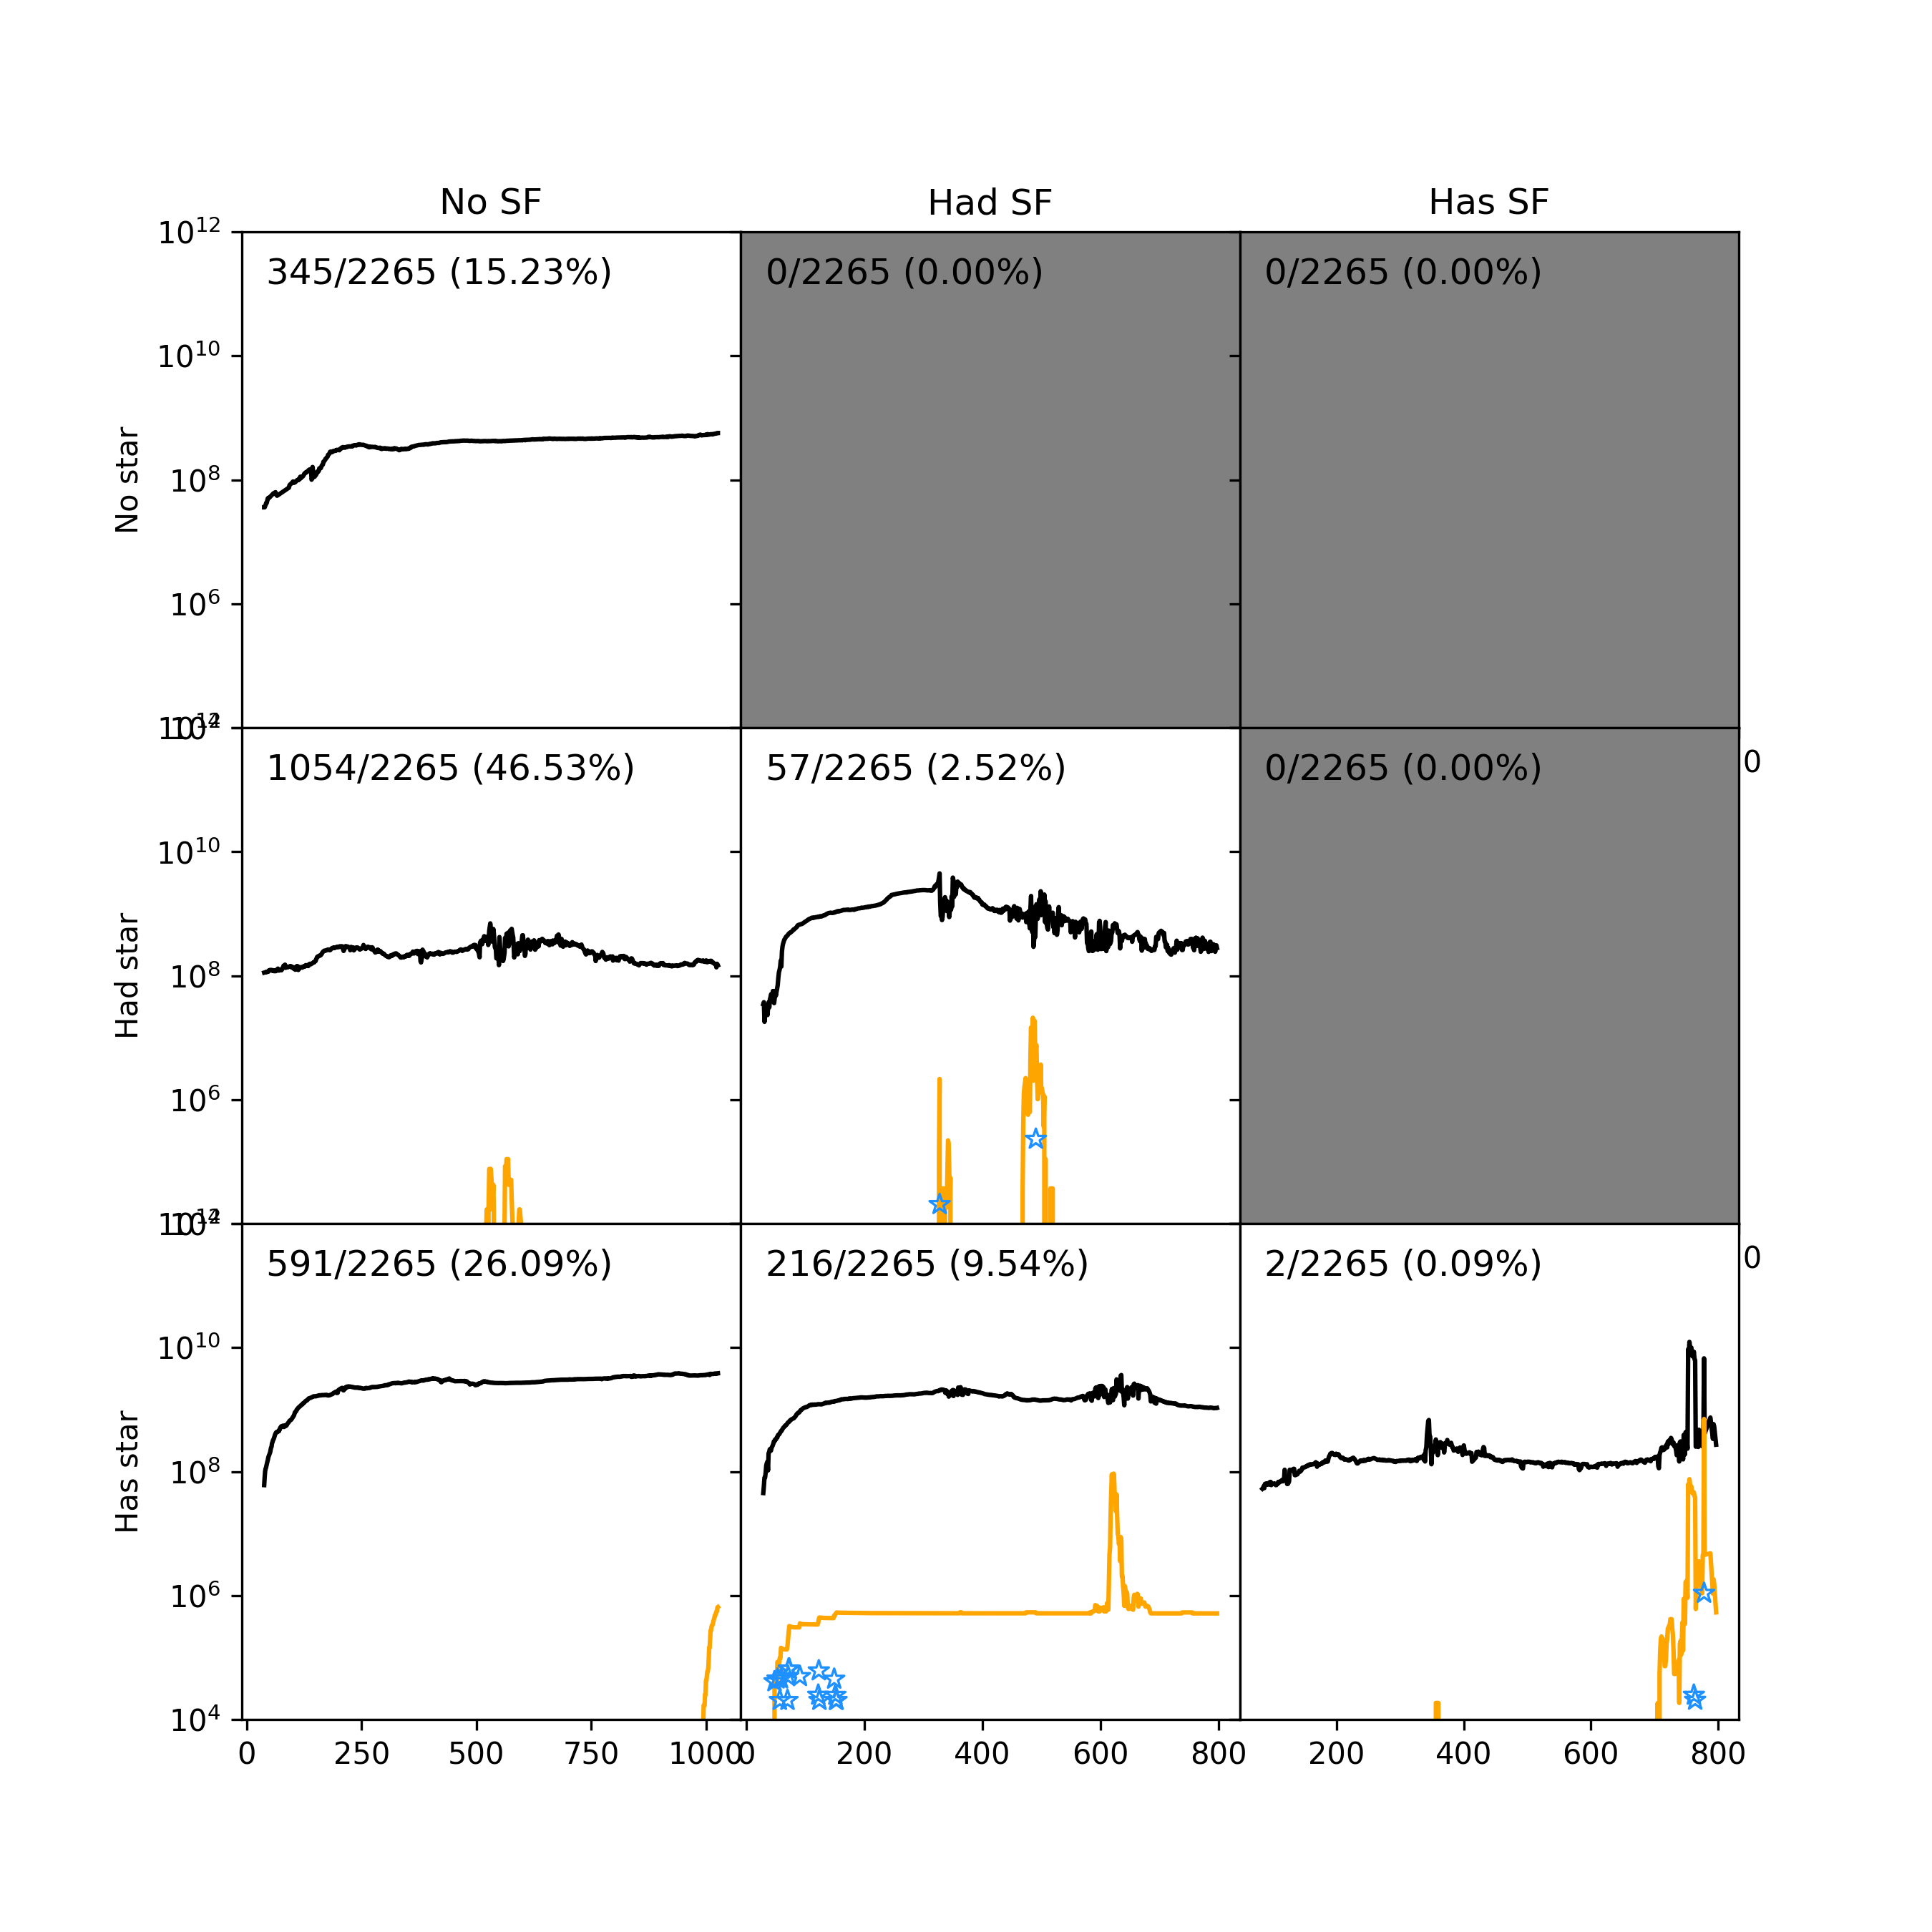 No SF Had SF Has SF
10¹²
345/2265 (15.23%) 0/2265 (0.00%) 0/2265 (0.00%)
10¹⁰
No star
10⁸
10⁶
10¹²
1054/2265 (46.53%) 57/2265 (2.52%) 0/2265 (0.00%) 0
10¹⁰
Had star
10⁸
10⁶
10¹²
591/2265 (26.09%) 216/2265 (9.54%) 2/2265 (0.09%) 0
10¹⁰
Has star
10⁸
10⁶
10⁴
0 250 500 750 1000 0 200 400 600 800 200 400 600 800